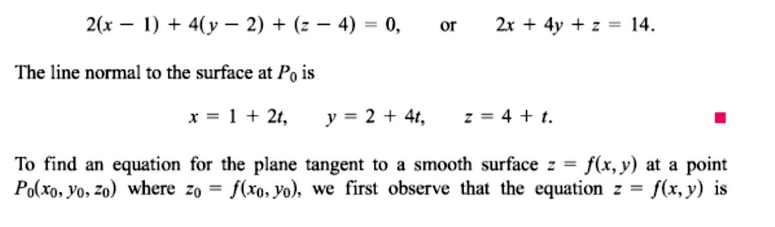 2(x − 1) + 4(y − 2) + (z − 4) = 0, or 2x + 4y + z = 14.
The line normal to the surface at P₀ is
x = 1 + 2t, y = 2 + 4t, z = 4 + t.
To find an equation for the plane tangent to a smooth surface z = f(x, y) at a point
P₀(x₀, y₀, z₀) where z₀ = f(x₀, y₀), we first observe that the equation z = f(x, y) is